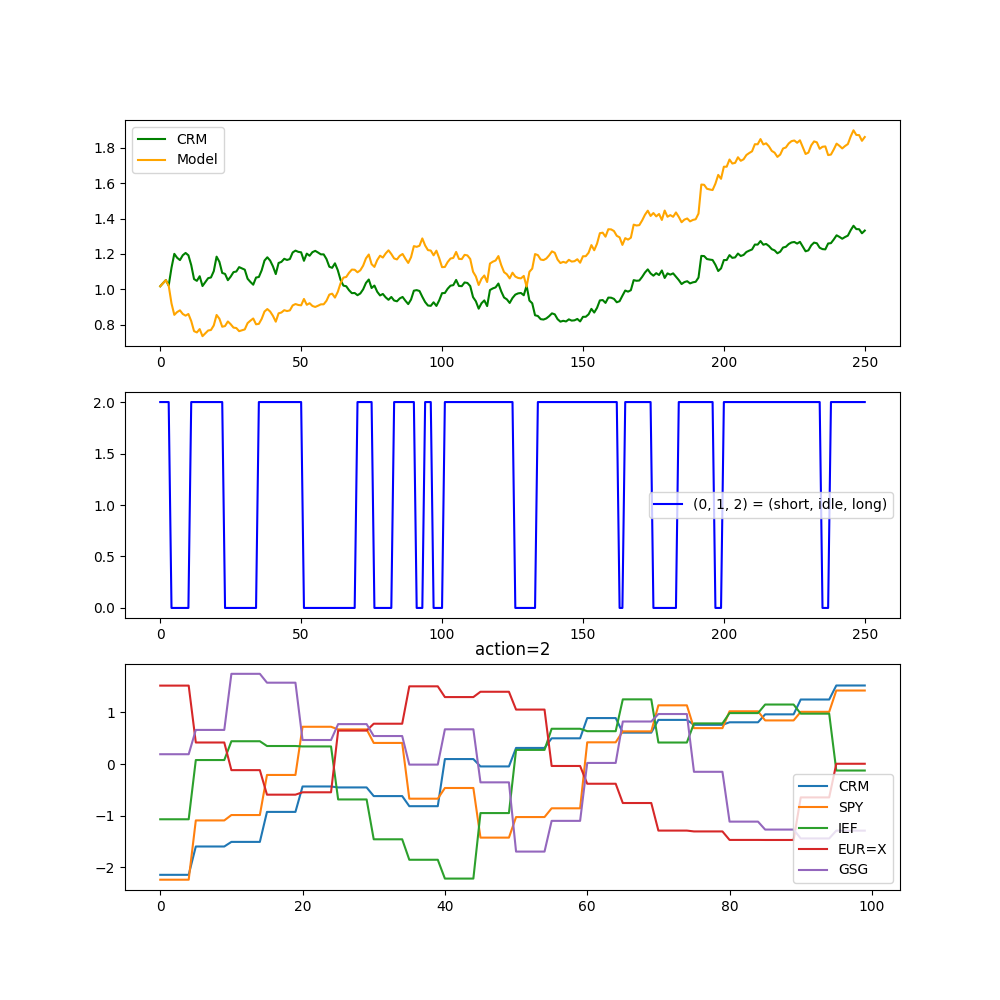 CRM
Model
1.8
1.6
1.4
1.2
1.0
0.8
0 50 100 150 200 250
2.0
1.5
1.0
0.5
0.0
(0, 1, 2) = (short, idle, long)
0 50 100 150 200 250
action=2
1
0
−1
−2
CRM
SPY
IEF
EUR=X
GSG
0 20 40 60 80 100